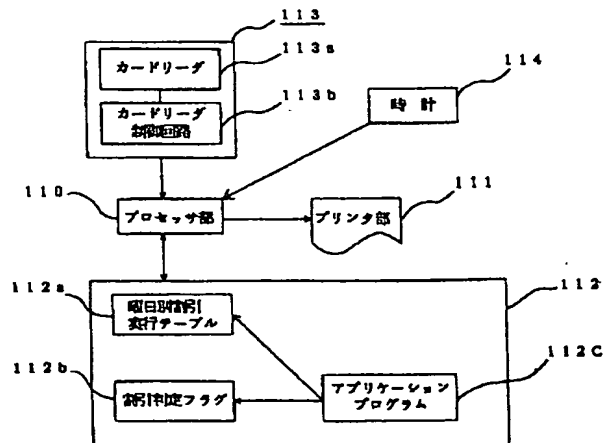 113
カードリーダ
113a
カードリーダ
制御回路
113b
時計
114
110
プロセッサ部
プリンタ部
111
112a
曜日別割引
実行テーブル
112
112b
割引判定フラグ
アプリケーション
プログラム
112C